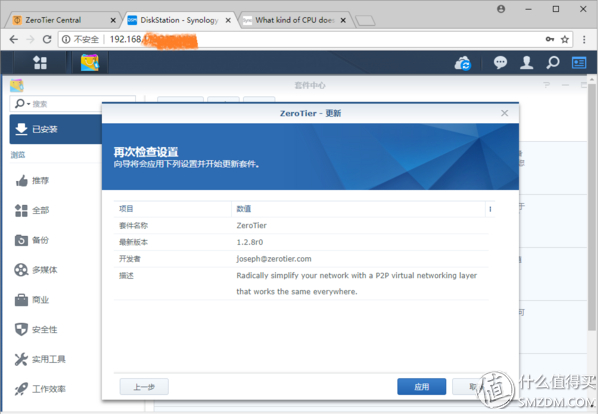 ZeroTier Central
DiskStation - Synology
What kind of CPU does
不安全
192.168.
套件中心
搜索
已安装
浏览
推荐
全部
备份
多媒体
商业
安全性
实用工具
工作效率
ZeroTier - 更新
再次检查设置
向导将会应用下列设置并开始更新套件。
项目 数值
套件名称 ZeroTier
最新版本 1.2.8r0
开发者 joseph@zerotier.com
描述 Radically simplify your network with a P2P virtual networking layer
that works the same everywhere.
上一步
应用
值
什么值得买
SMZDM.COM